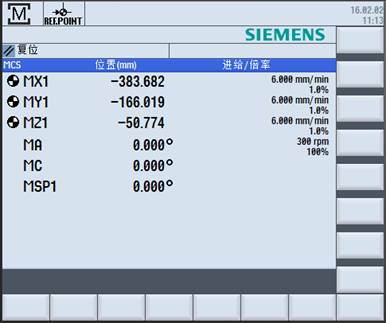 M
REF.POINT
16.02.02
11:13
SIEMENS
复位
MCS 位置(mm) 进给/倍率
MX1 -383.682 6.000 mm/min
1.0%
MY1 -166.019 6.000 mm/min
1.0%
MZ1 -50.774 6.000 mm/min
1.0%
MA 0.000° 300 rpm
100%
MC 0.000°
MSP1 0.000°